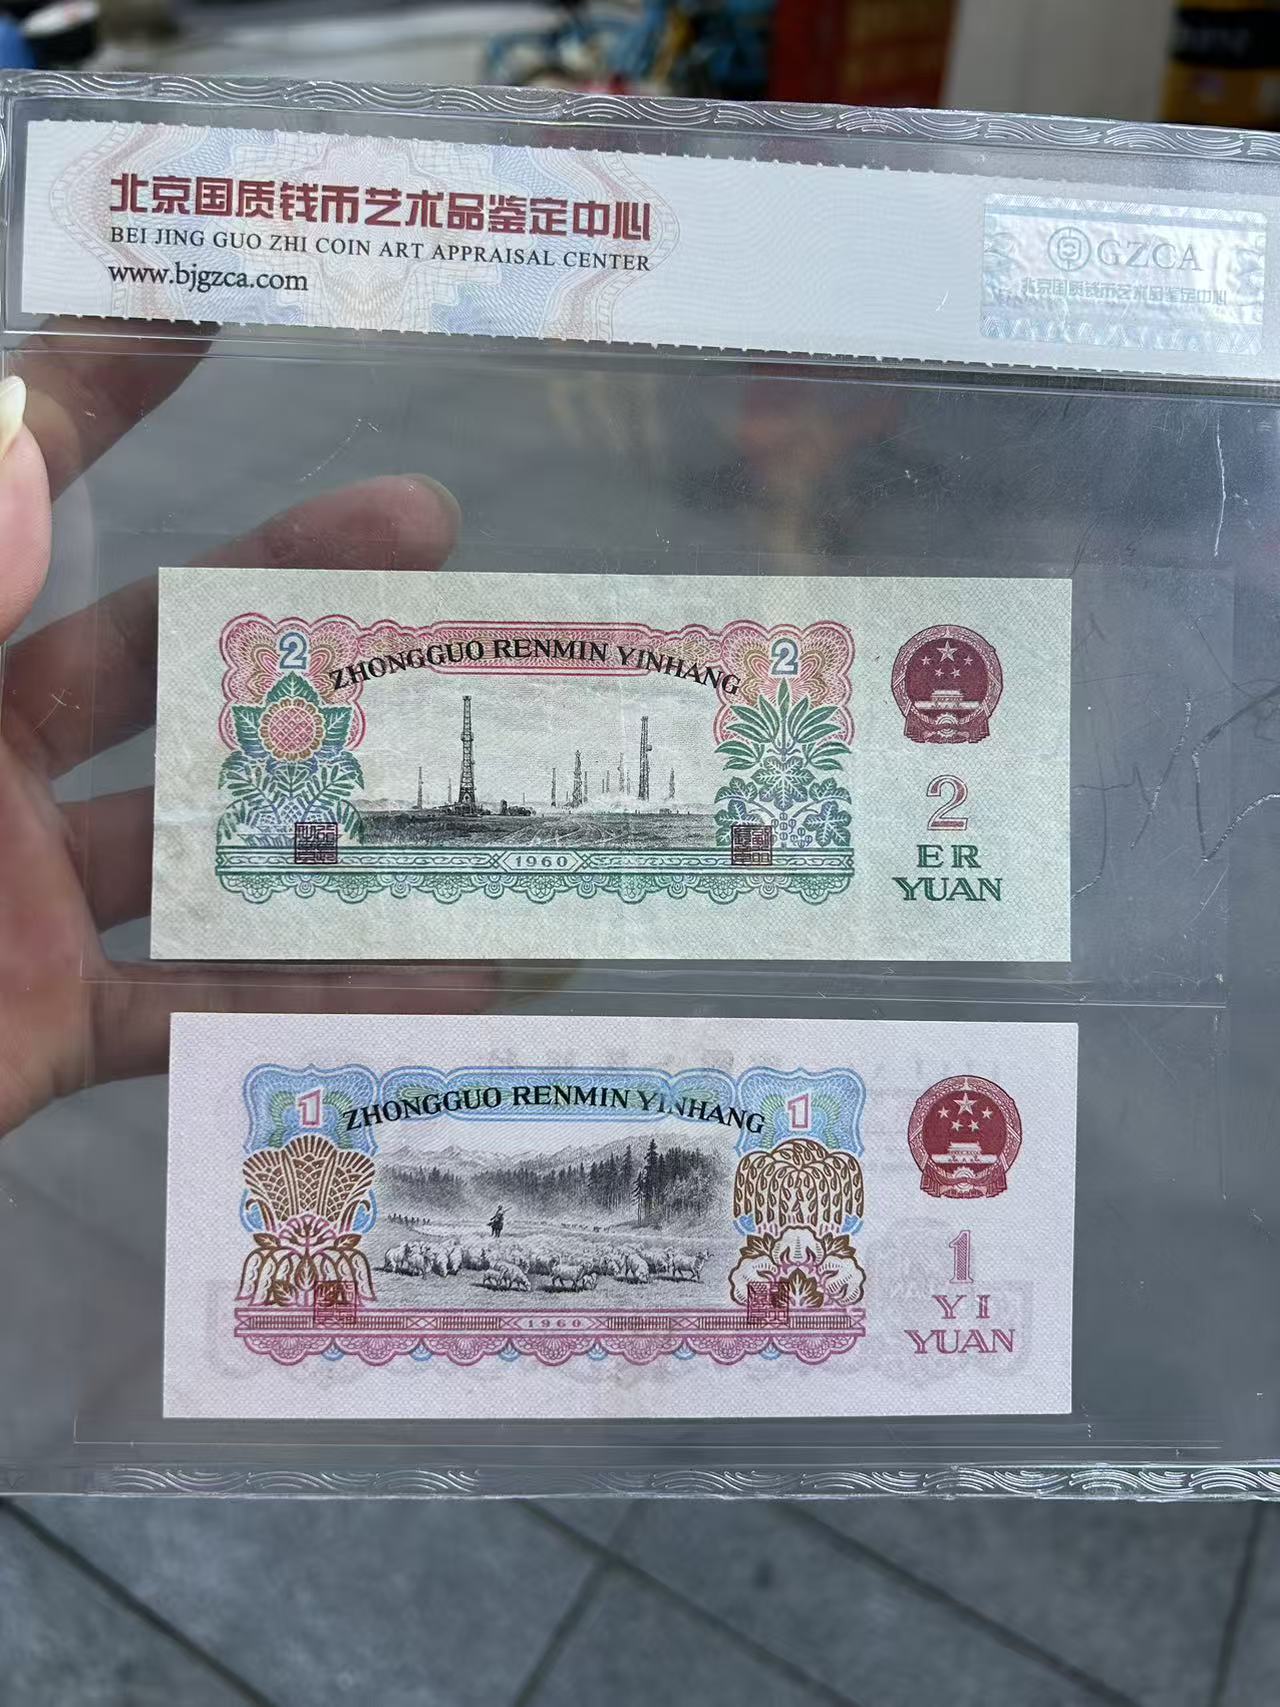 北京国质钱币艺术品鉴定中心
BEI JING GUO ZHI COIN ART APPRAISAL CENTER
www.bjgzca.com
GZCA
北京国质钱币艺术品鉴定中心
2
ZHONGGUO RENMIN YINHANG
2
1960
2
ER
YUAN
1
ZHONGGUO RENMIN YINHANG
1
1960
1
YI
YUAN